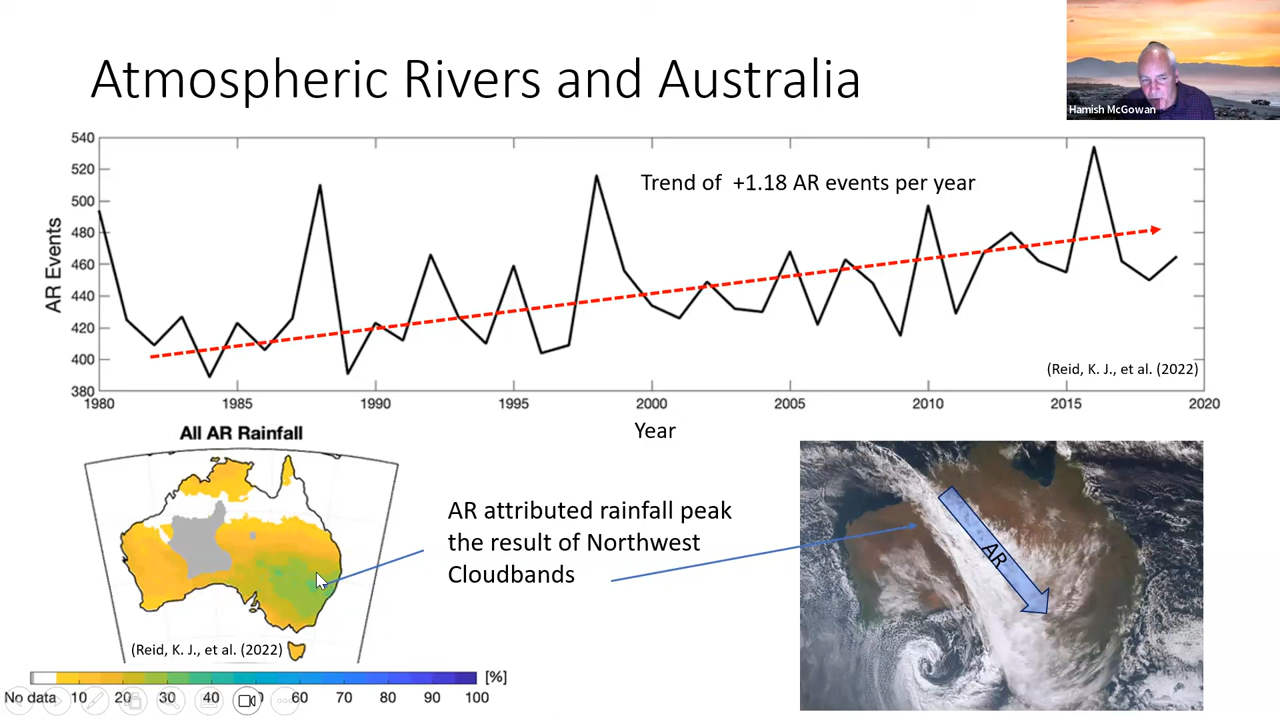 Atmospheric Rivers and Australia
Hamish McGowan
540
520
500
480
460
440
420
400
380
AR Events
Trend of +1.18 AR events per year
(Reid, K. J., et al. (2022)
1980 1985 1990 1995 2000 2005 2010 2015 2020
Year
All AR Rainfall
(Reid, K. J., et al. (2022)
[%]
No data 10 20 30 40 60 70 80 90 100
AR attributed rainfall peak
the result of Northwest
Cloudbands
AR